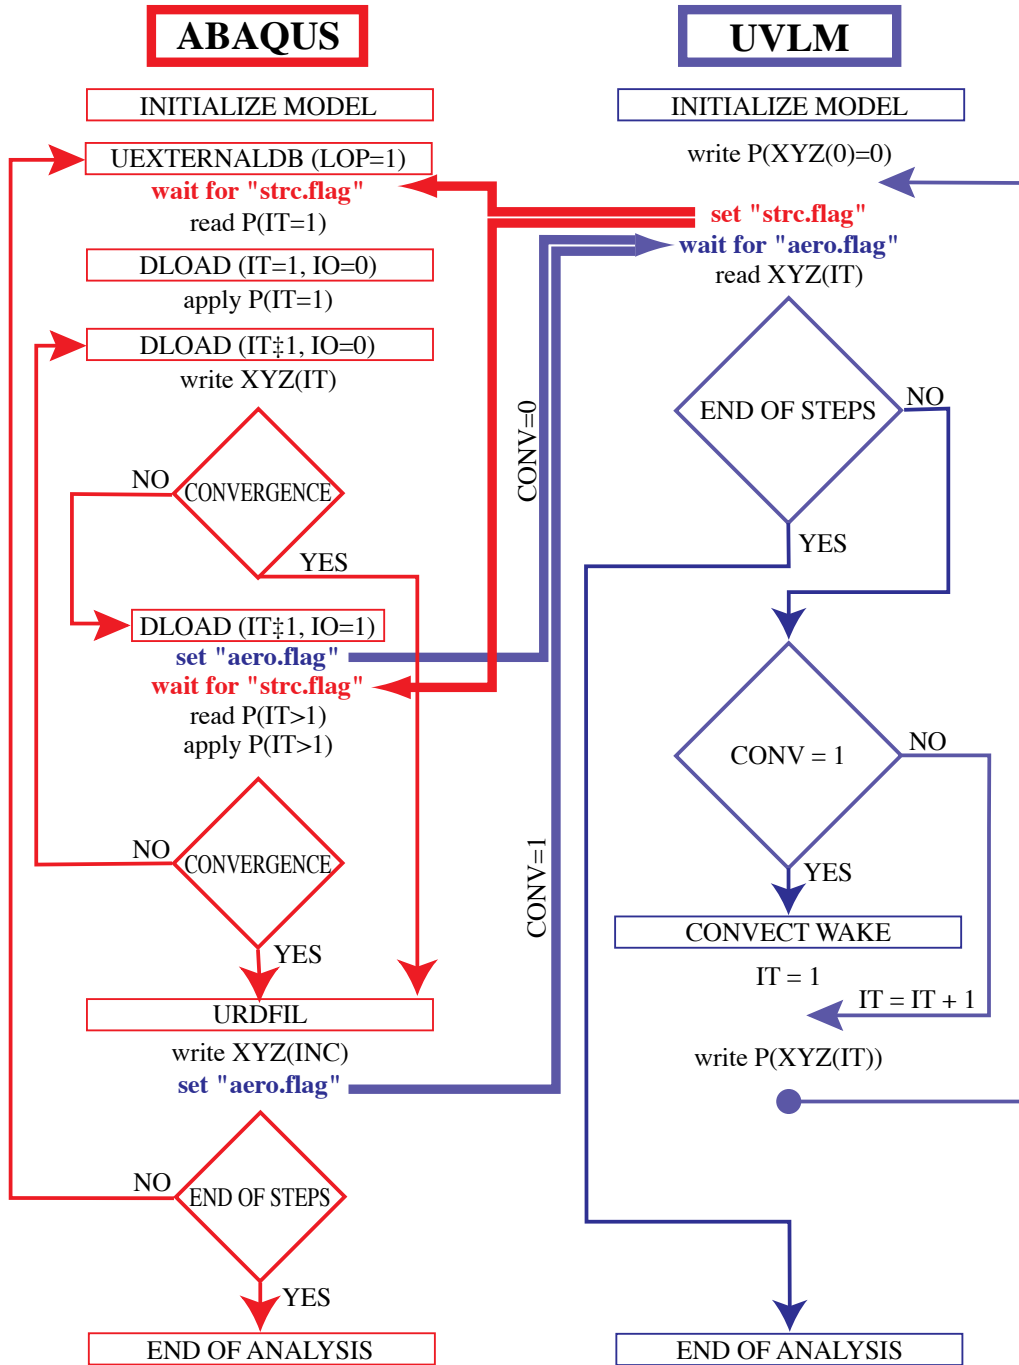 ABAQUS
INITIALIZE MODEL
UEXTERNALDB (LOP=1)
wait for "strc.flag"
read P(IT=1)
DLOAD (IT=1, IO=0)
apply P(IT=1)
DLOAD (IT‡1, IO=0)
write XYZ(IT)
NO
CONVERGENCE
YES
DLOAD (IT‡1, IO=1)
set "aero.flag"
wait for "strc.flag"
read P(IT>1)
apply P(IT>1)
NO
CONVERGENCE
YES
URDFIL
write XYZ(INC)
set "aero.flag"
NO
END OF STEPS
YES
END OF ANALYSIS
CONV=0
CONV=1
UVLM
INITIALIZE MODEL
write P(XYZ(0)=0)
set "strc.flag"
wait for "aero.flag"
read XYZ(IT)
NO
END OF STEPS
YES
CONV = 1
NO
YES
CONVECT WAKE
IT = 1
IT = IT + 1
write P(XYZ(IT))
END OF ANALYSIS